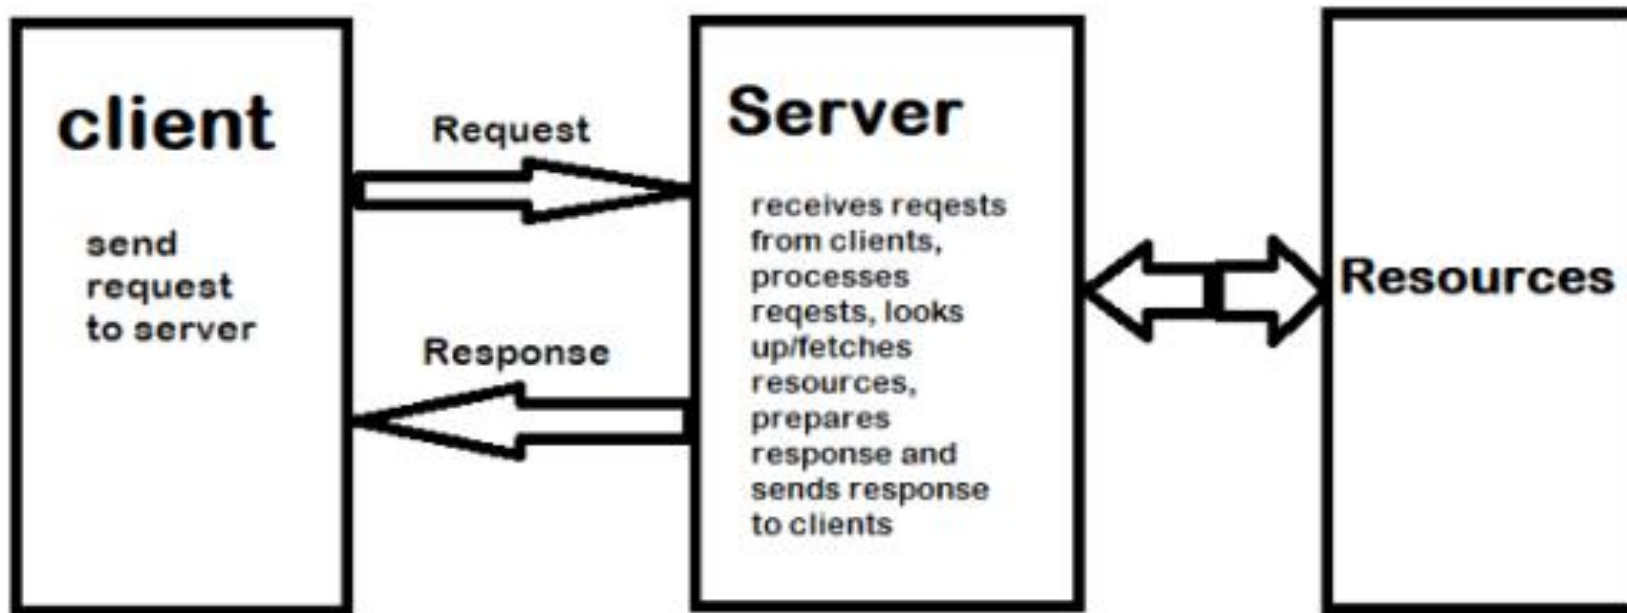 client
send
request
to server
Request
Response
Server
receives reqests
from clients,
processes
reqests, looks
up/fetches
resources,
prepares
response and
sends response
to clients
Resources